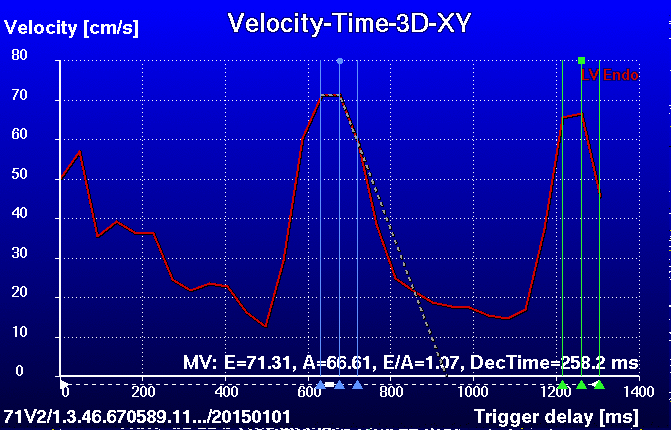 Velocity-Time-3D-XY
Velocity [cm/s]
LV Endo
80
70
60
50
40
30
20
10
0
MV: E=71.31, A=66.61, E/A=1.07, DecTime=258.2 ms
0 200 400 600 800 1000 1200 1400
71V2/1.3.46.670589.11.../20150101
Trigger delay [ms]